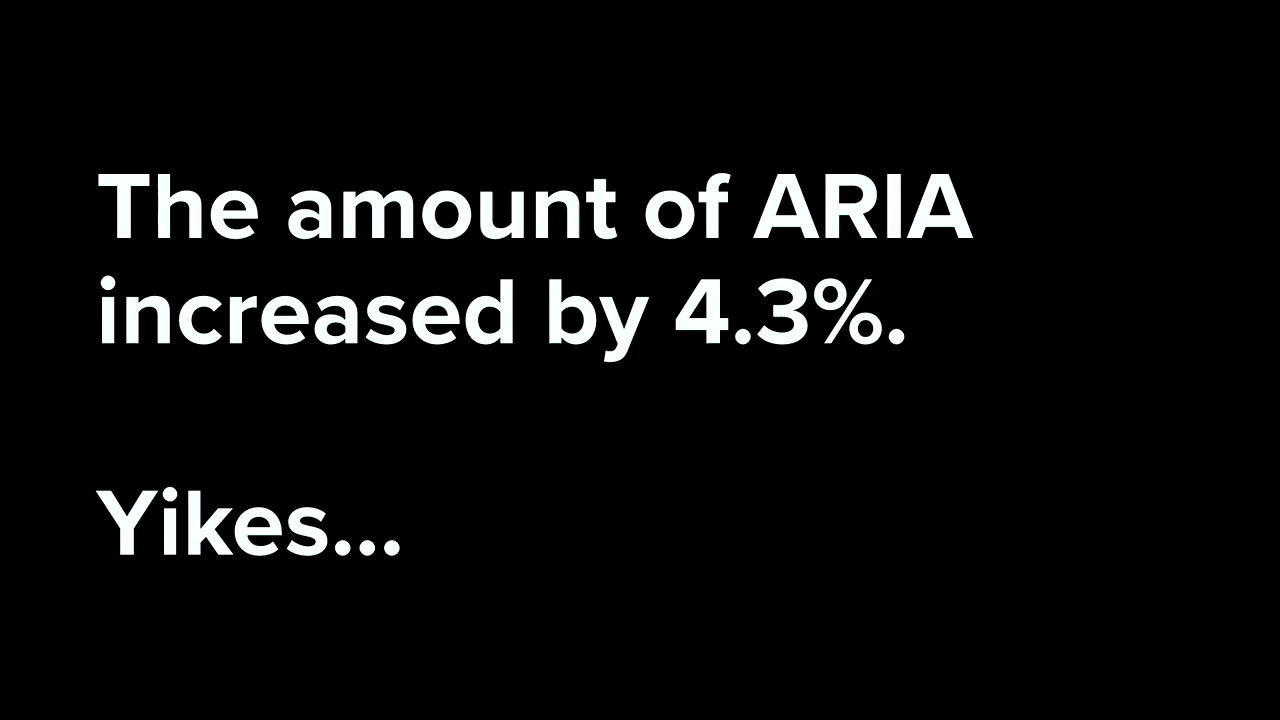 The amount of ARIA
increased by 4.3%.
Yikes...